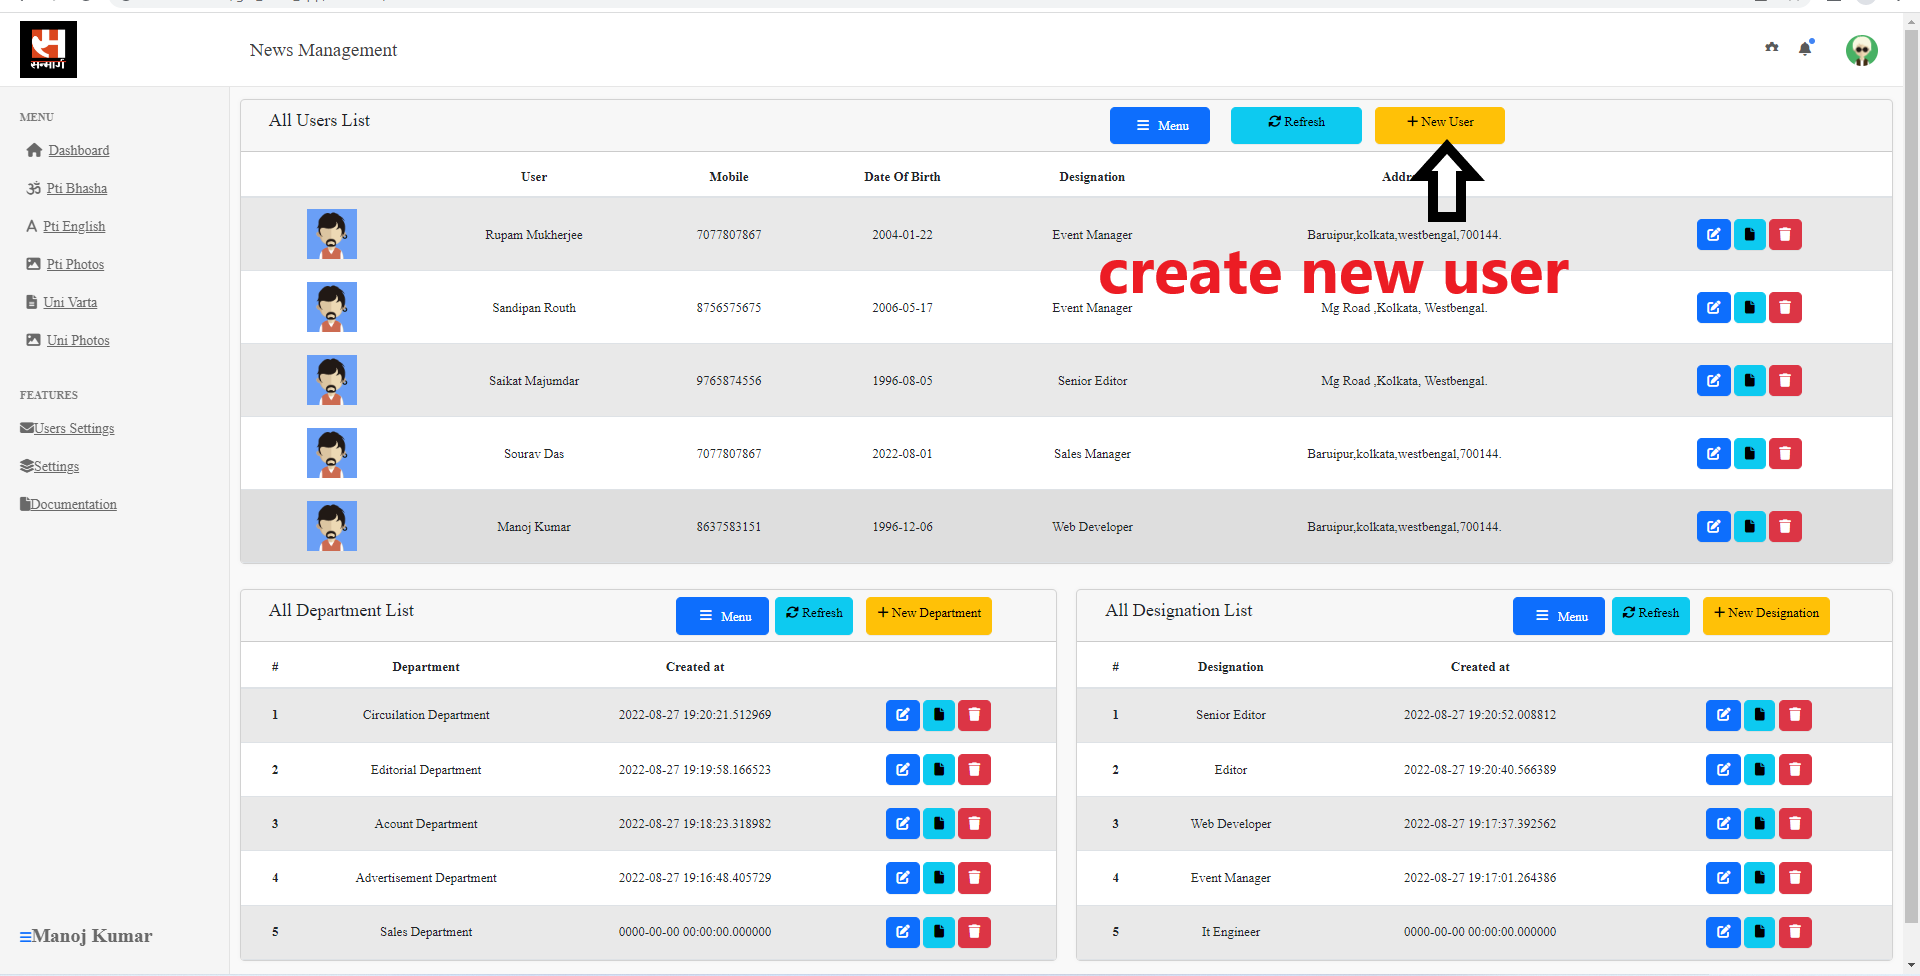 सन्मार्ग
News Management
MENU
Dashboard
Pti Bhasha
Pti English
Pti Photos
Uni Varta
Uni Photos
FEATURES
Users Settings
Settings
Documentation
Manoj Kumar
All Users List Menu Refresh New User
User Mobile Date Of Birth Designation
Rupam Mukherjee 7077807867 2004-01-22 Event Manager Baruipur,kolkata,westbengal,700144.
create new user
Sandipan Routh 8756575675 2006-05-17 Event Manager Mg Road ,Kolkata, Westbengal.
Saikat Majumdar 9765874556 1996-08-05 Senior Editor Mg Road ,Kolkata, Westbengal.
Sourav Das 7077807867 2022-08-01 Sales Manager Baruipur,kolkata,westbengal,700144.
Manoj Kumar 8637583151 1996-12-06 Web Developer Baruipur,kolkata,westbengal,700144.
All Department List Menu Refresh New Department
# Department Created at
1 Circuilation Department 2022-08-27 19:20:21.512969
2 Editorial Department 2022-08-27 19:19:58.166523
3 Acount Department 2022-08-27 19:18:23.318982
4 Advertisement Department 2022-08-27 19:16:48.405729
5 Sales Department 0000-00-00 00:00:00.000000
All Designation List Menu Refresh New Designation
# Designation Created at
1 Senior Editor 2022-08-27 19:20:52.008812
2 Editor 2022-08-27 19:20:40.566389
3 Web Developer 2022-08-27 19:17:37.392562
4 Event Manager 2022-08-27 19:17:01.264386
5 It Engineer 0000-00-00 00:00:00.000000